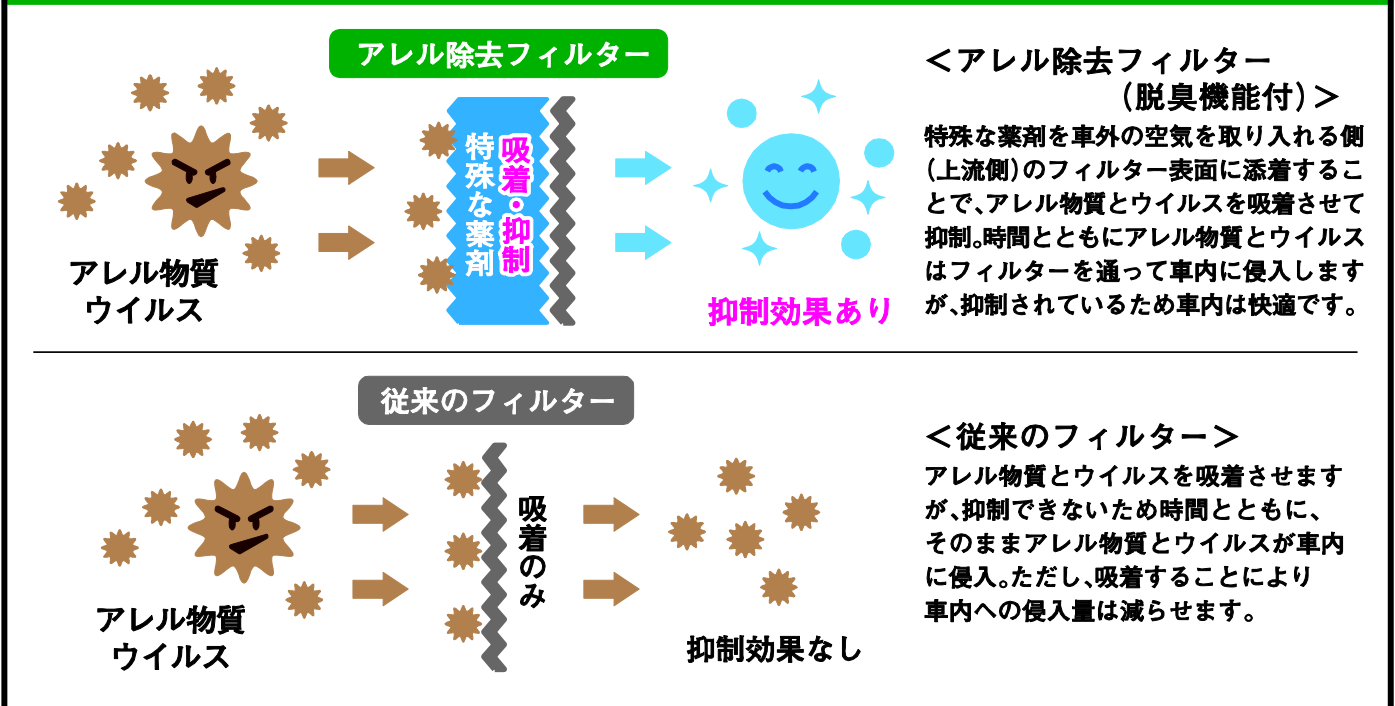 アレル除去フィルター
アレル物質
ウイルス
特殊な薬剤
吸着・抑制
抑制効果あり
＜アレル除去フィルター
（脱臭機能付）＞
特殊な薬剤を車外の空気を取り入れる側
（上流側）のフィルター表面に添着するこ
とで、アレル物質とウイルスを吸着させて
抑制。時間とともにアレル物質とウイルス
はフィルターを通って車内に侵入します
が、抑制されているため車内は快適です。
従来のフィルター
アレル物質
ウイルス
吸着のみ
抑制効果なし
＜従来のフィルター＞
アレル物質とウイルスを吸着させます
が、抑制できないため時間とともに、
そのままアレル物質とウイルスが車内
に侵入。ただし、吸着することにより
車内への侵入量は減らせます。